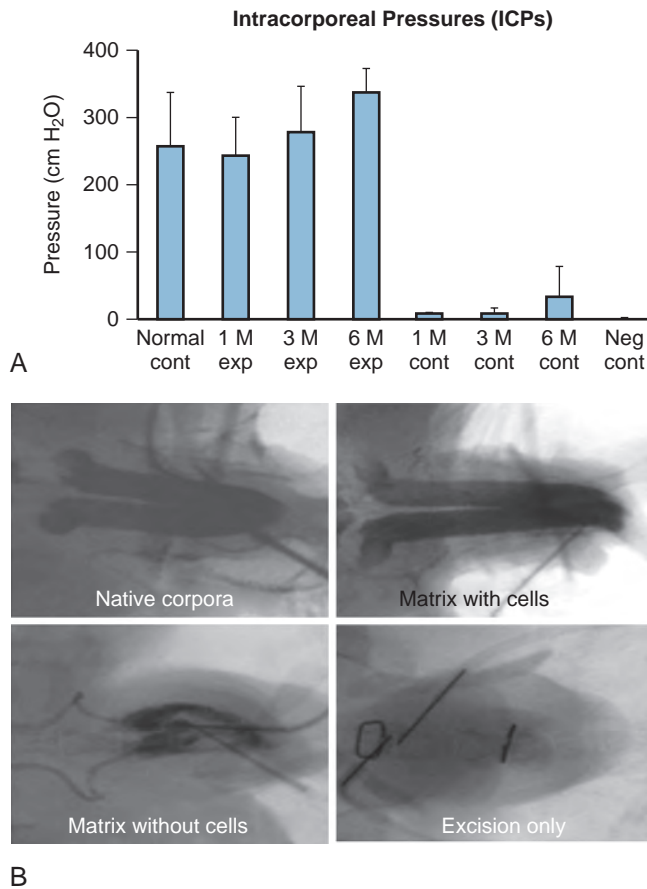 Intracorporeal Pressures (ICPs)
Pressure (cm H₂O)
400
300
200
100
0
Normal cont
1 M exp
3 M exp
6 M exp
1 M cont
3 M cont
6 M cont
Neg cont
A
Native corpora
Matrix with cells
Matrix without cells
Excision only
B